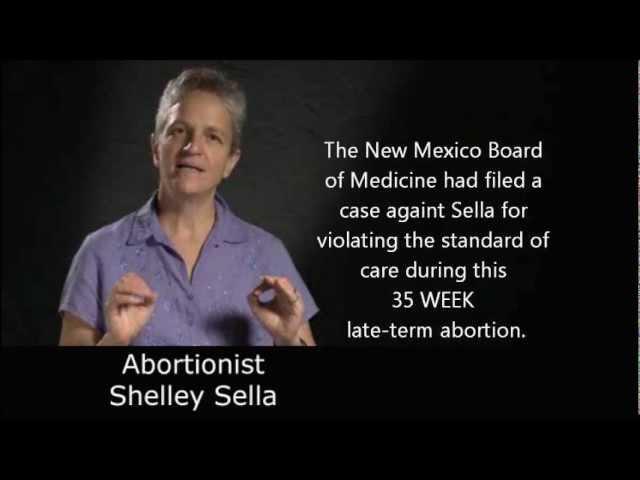 The New Mexico Board
of Medicine had filed a
case againt Sella for
violating the standard of
care during this
35 WEEK
late-term abortion.
Abortionist
Shelley Sella